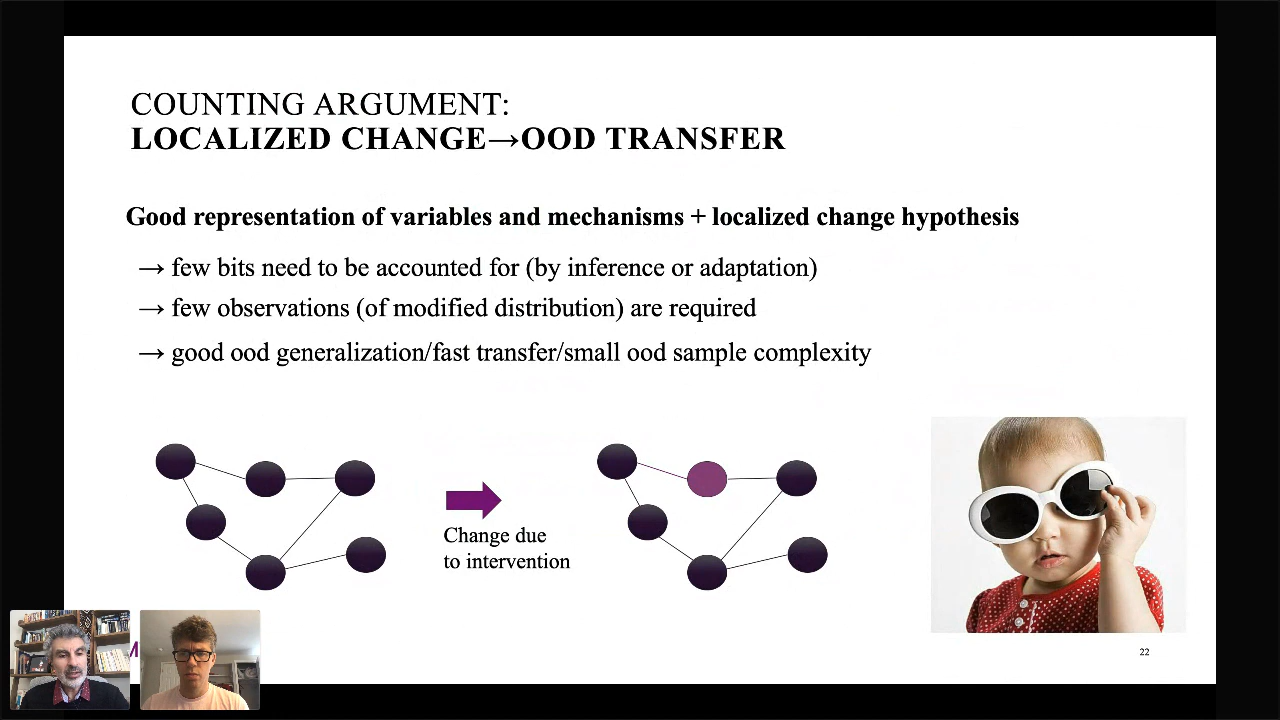 COUNTING ARGUMENT:
LOCALIZED CHANGE→OOD TRANSFER
Good representation of variables and mechanisms + localized change hypothesis
→ few bits need to be accounted for (by inference or adaptation)
→ few observations (of modified distribution) are required
→ good ood generalization/fast transfer/small ood sample complexity
Change due
to intervention
22